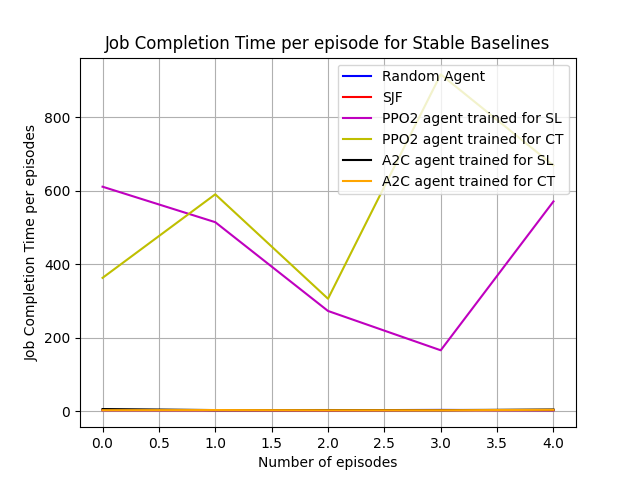 Job Completion Time per episode for Stable Baselines
Job Completion Time per episodes
800
600
400
200
0
Random Agent
SJF
PPO2 agent trained for SL
PPO2 agent trained for CT
A2C agent trained for SL
A2C agent trained for CT
0.0 0.5 1.0 1.5 2.0 2.5 3.0 3.5 4.0
Number of episodes